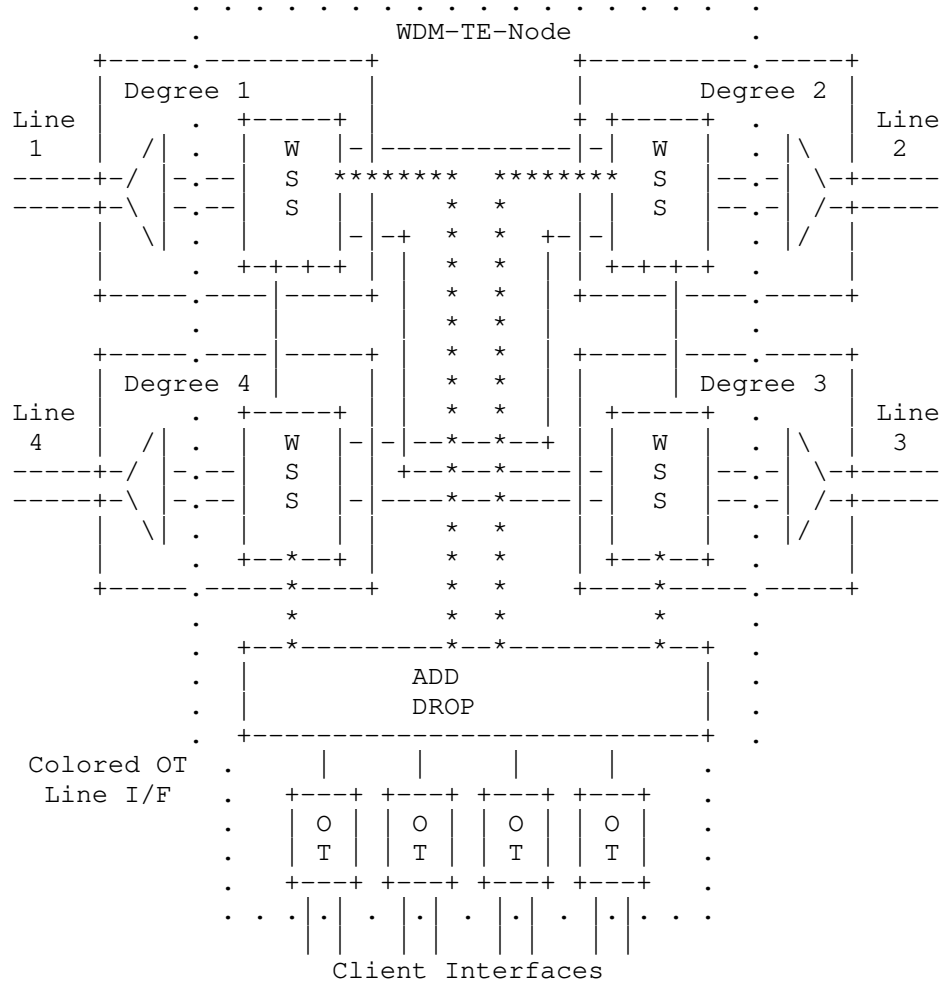 WDM-TE-Node
Degree 1 Degree 2
Line Line
1 W W 2
S S
S S
Degree 4 Degree 3
Line Line
4 W W 3
S S
S S
ADD
DROP
Colored OT
Line I/F
O O O O
T T T T
Client Interfaces